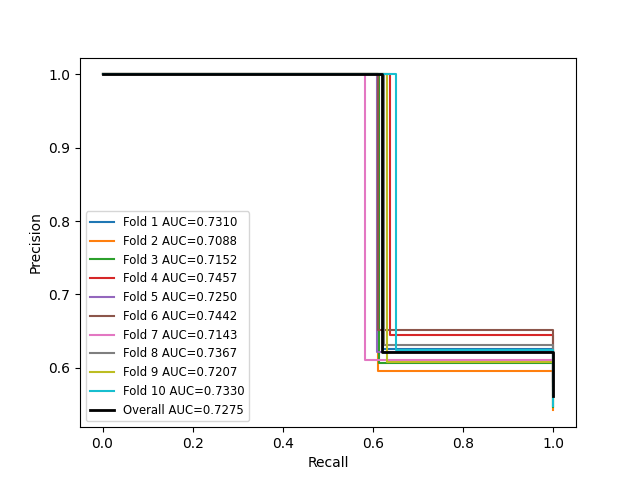 1.0
0.9
0.8
0.7
0.6
Precision
Fold 1 AUC=0.7310
Fold 2 AUC=0.7088
Fold 3 AUC=0.7152
Fold 4 AUC=0.7457
Fold 5 AUC=0.7250
Fold 6 AUC=0.7442
Fold 7 AUC=0.7143
Fold 8 AUC=0.7367
Fold 9 AUC=0.7207
Fold 10 AUC=0.7330
Overall AUC=0.7275
0.0 0.2 0.4 0.6 0.8 1.0
Recall